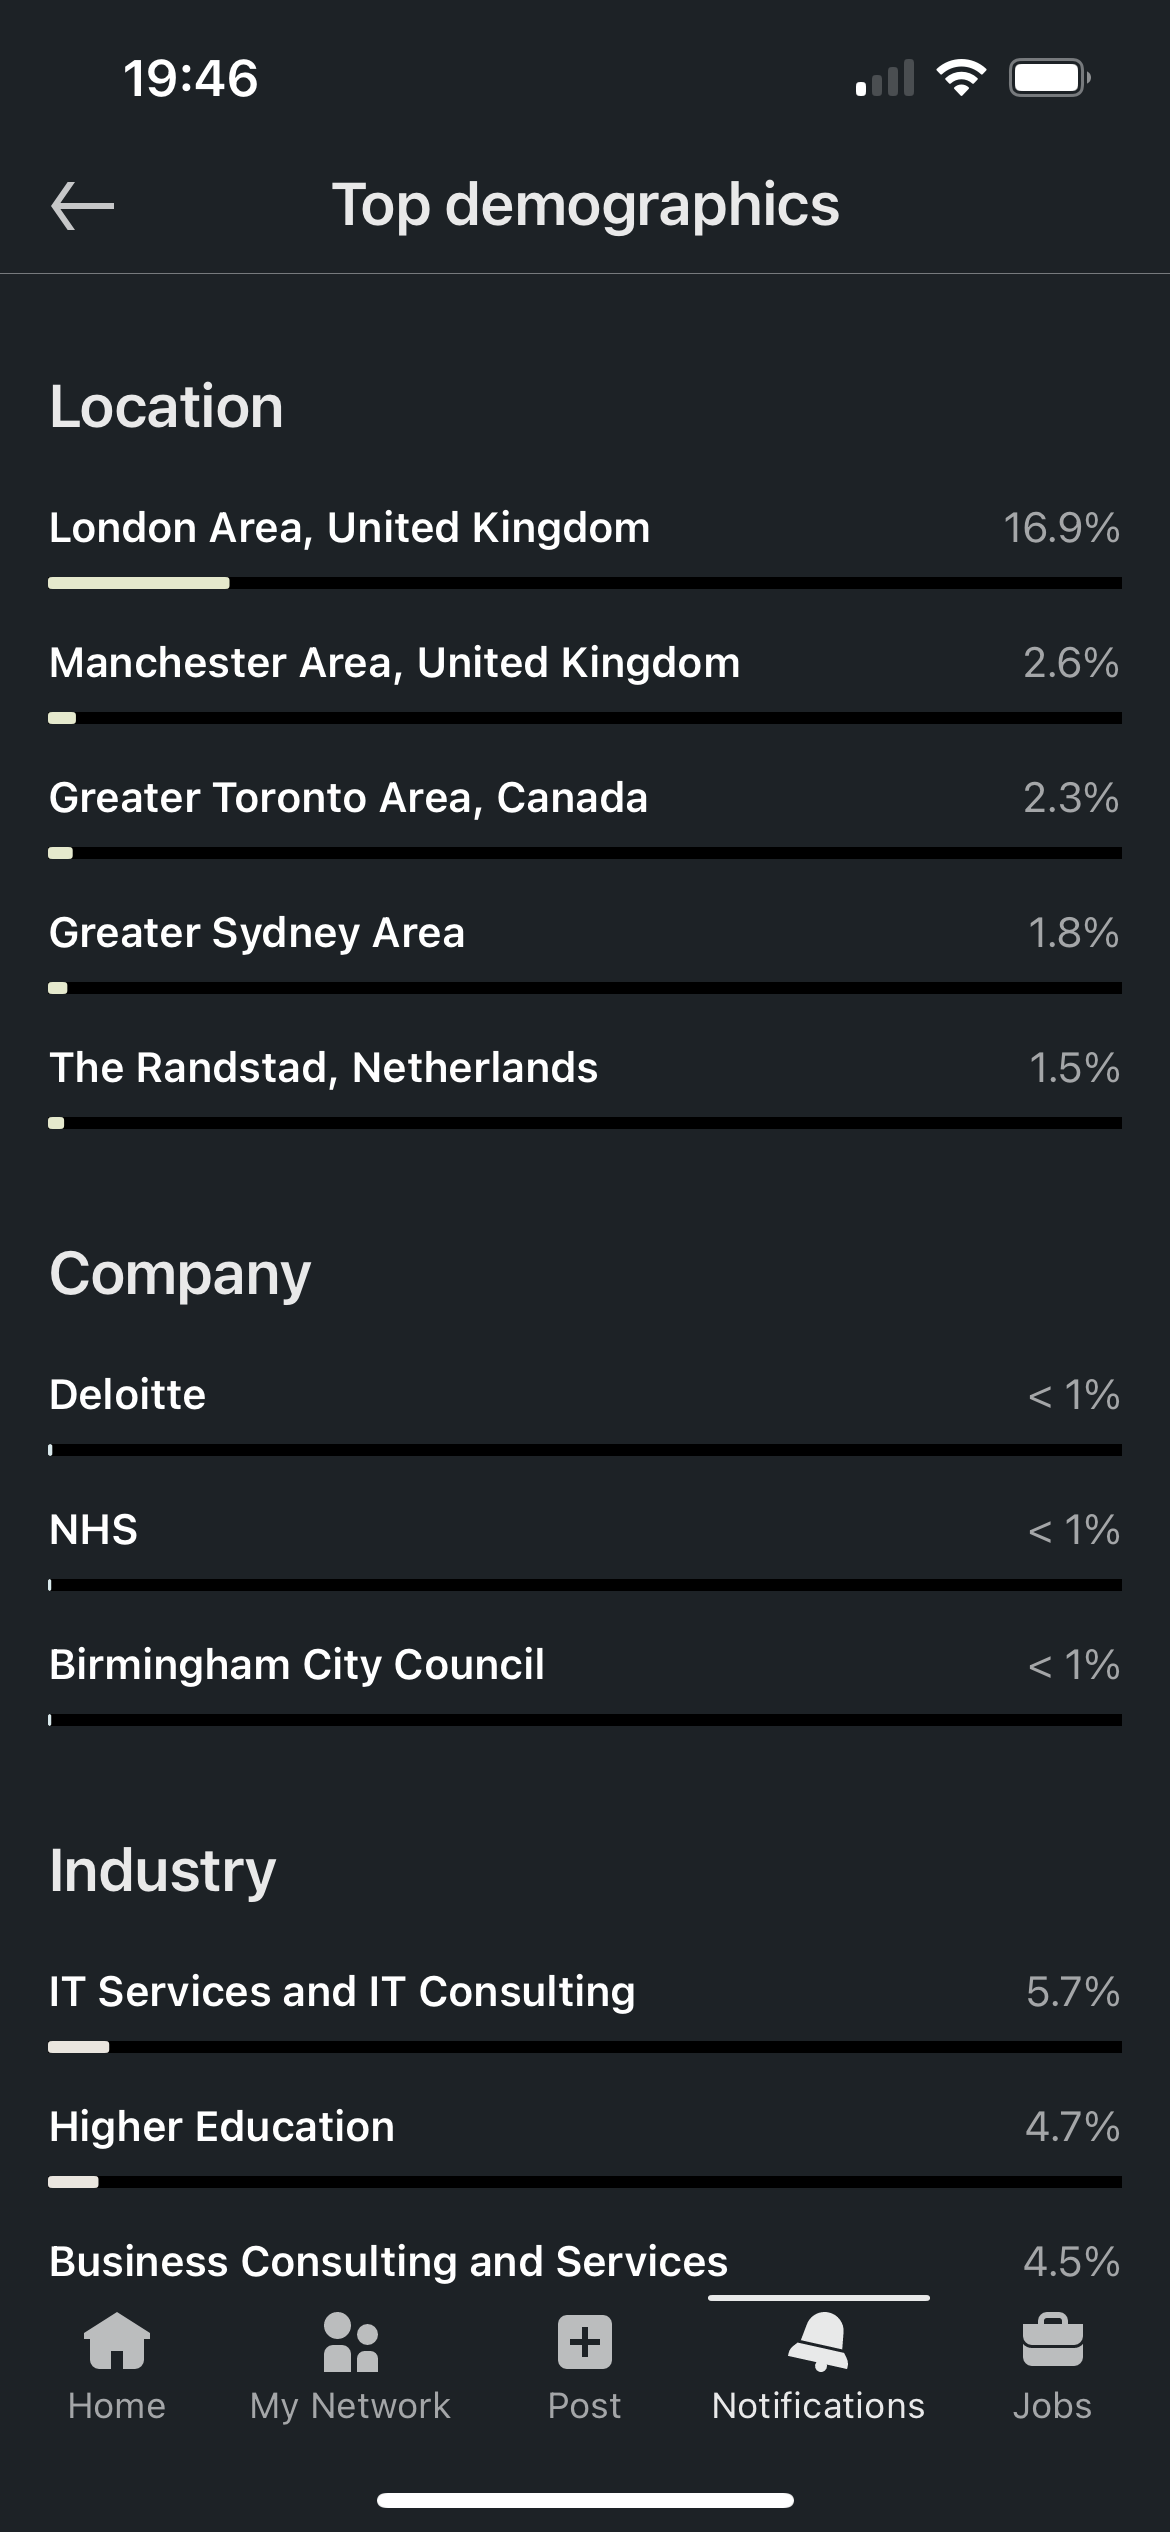 19:46
Top demographics
Location
London Area, United Kingdom 16.9%
Manchester Area, United Kingdom 2.6%
Greater Toronto Area, Canada 2.3%
Greater Sydney Area 1.8%
The Randstad, Netherlands 1.5%
Company
Deloitte < 1%
NHS < 1%
Birmingham City Council < 1%
Industry
IT Services and IT Consulting 5.7%
Higher Education 4.7%
Business Consulting and Services 4.5%
Home My Network Post Notifications Jobs